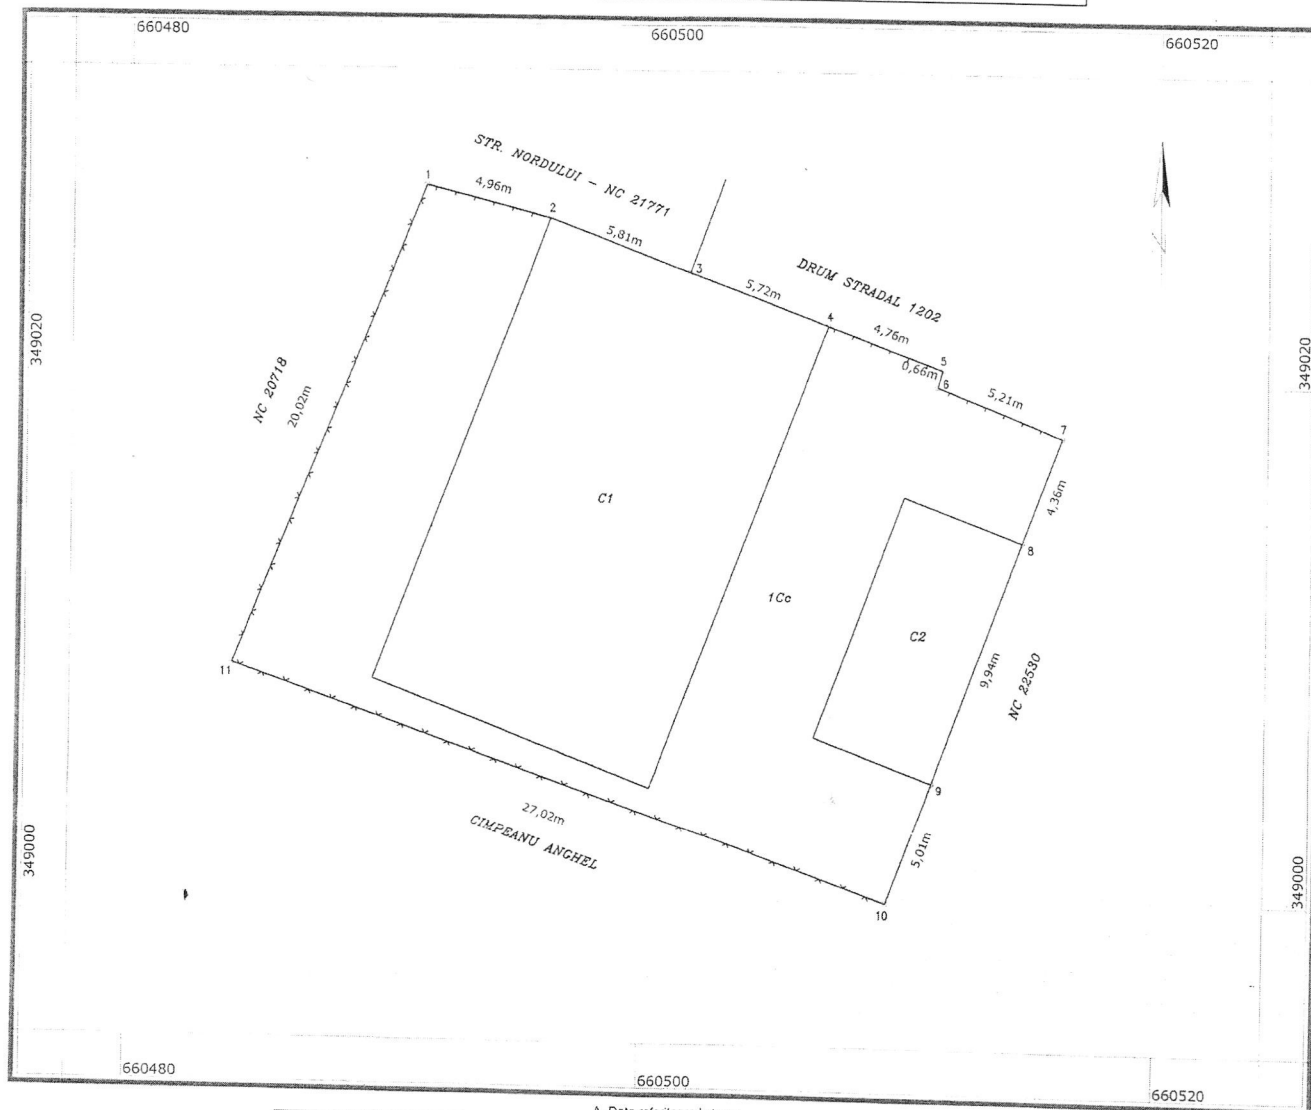 660480
660500
660520
STR. NORDULUI - NC 21771
1
4,96m
2
5,81m
3
DRUM STRADAL 1202
5,72m
4
4,76m
5
0,66m
6
5,21m
7
349020
349020
NC 20718
20,02m
4,36m
C1
8
1Cc
C2
9,94m
NC 22530
11
9
27,02m
CIMPEANU ANGHEL
5,01m
10
349000
349000
660480
660500
660520